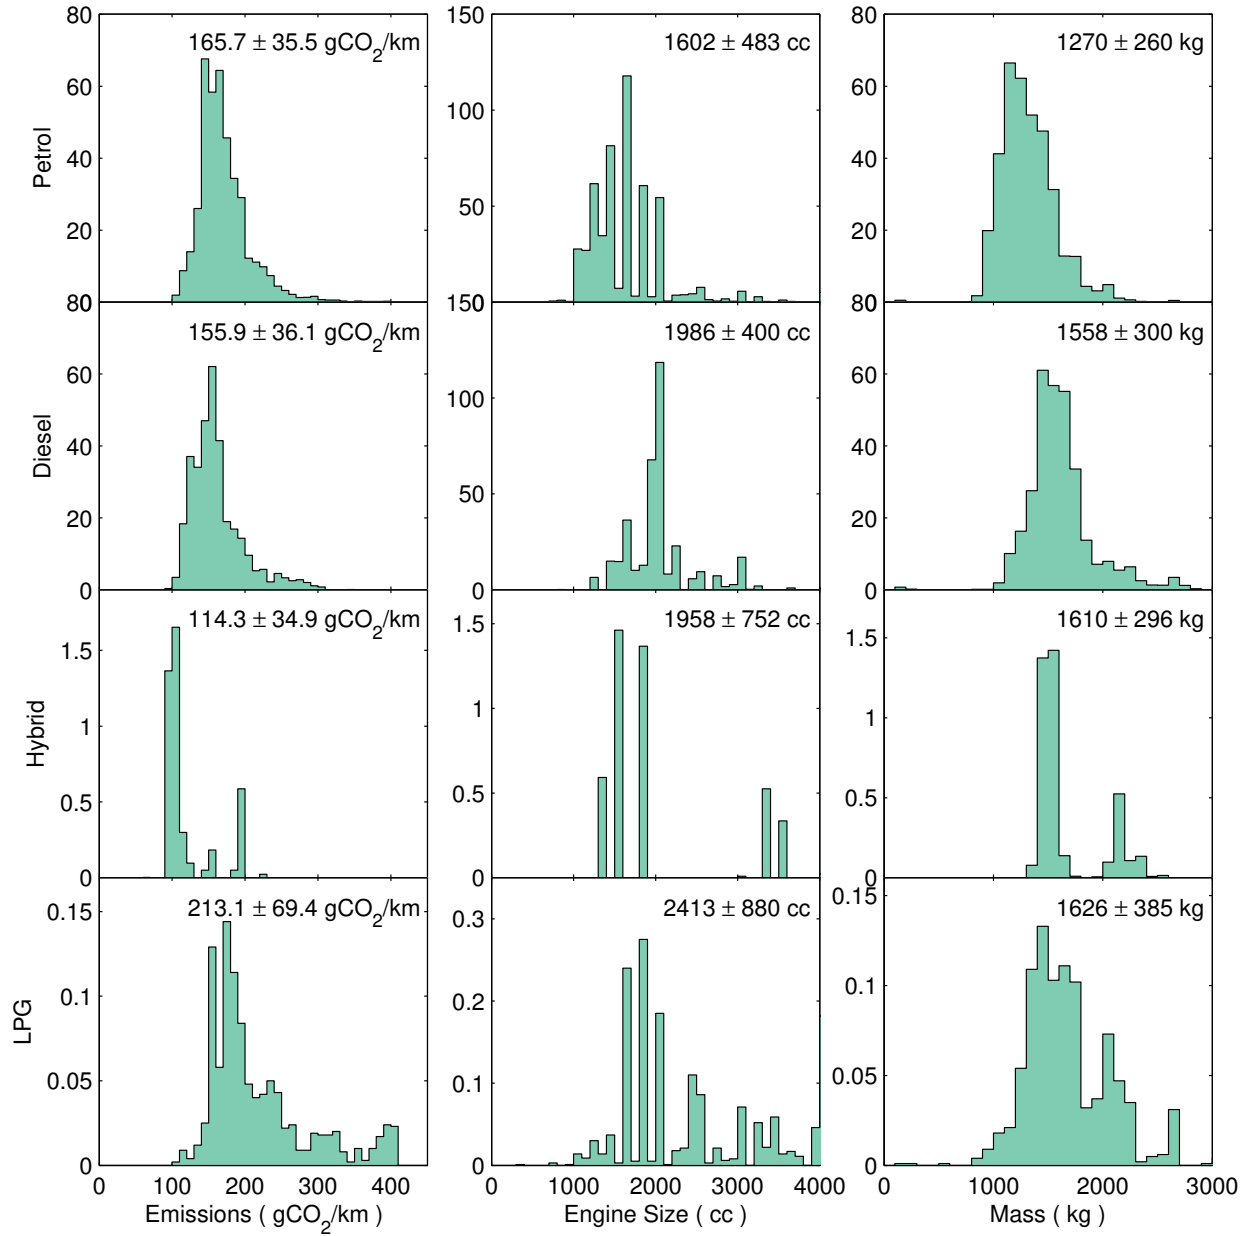 80
60
40
20
80
Petrol
165.7 ± 35.5 gCO2/km
150
100
50
150
1602 ± 483 cc
80
60
40
20
80
1270 ± 260 kg
60
40
20
0
Diesel
155.9 ± 36.1 gCO2/km
100
50
0
1986 ± 400 cc
60
40
20
0
1558 ± 300 kg
1.5
1
0.5
0
Hybrid
114.3 ± 34.9 gCO2/km
1.5
1
0.5
0
1958 ± 752 cc
1.5
1
0.5
0
1610 ± 296 kg
0.15
0.1
0.05
0
LPG
213.1 ± 69.4 gCO2/km
0.3
0.2
0.1
0
2413 ± 880 cc
0.15
0.1
0.05
0
1626 ± 385 kg
0 100 200 300 400
Emissions ( gCO2/km )
0 1000 2000 3000 4000
Engine Size ( cc )
0 1000 2000 3000
Mass ( kg )